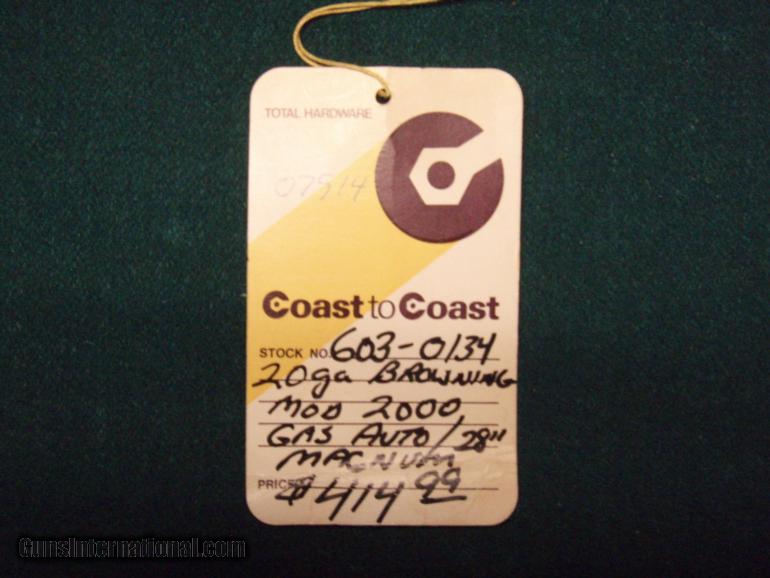 TOTAL HARDWARE
07914
Coast to Coast
STOCK NO. 603-0134
20ga BROWNING
MOD 2000
GAS AUTO/28"
MAGNUM
PRICE $414.99
GunsInternational.com